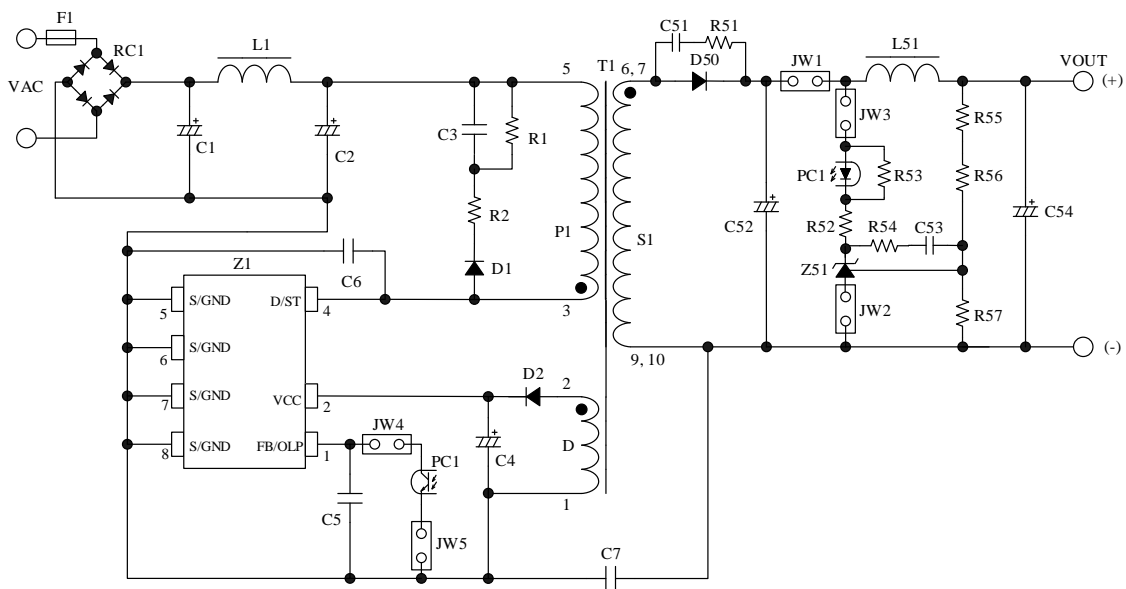 F1
RC1
VAC
L1
C1
C2
C3
R1
R2
D1
C6
5
P1
3
T1
6, 7
S1
9, 10
C51
R51
D50
JW1
L51
VOUT
(+)
JW3
R55
PC1
R53
R56
C52
R52
R54
C53
C54
Z51
JW2
R57
(-)
Z1
S/GND
D/ST
5
4
S/GND
6
S/GND
VCC
7
2
S/GND
FB/OLP
8
1
D2
2
D
1
JW4
C4
PC1
C5
JW5
C7